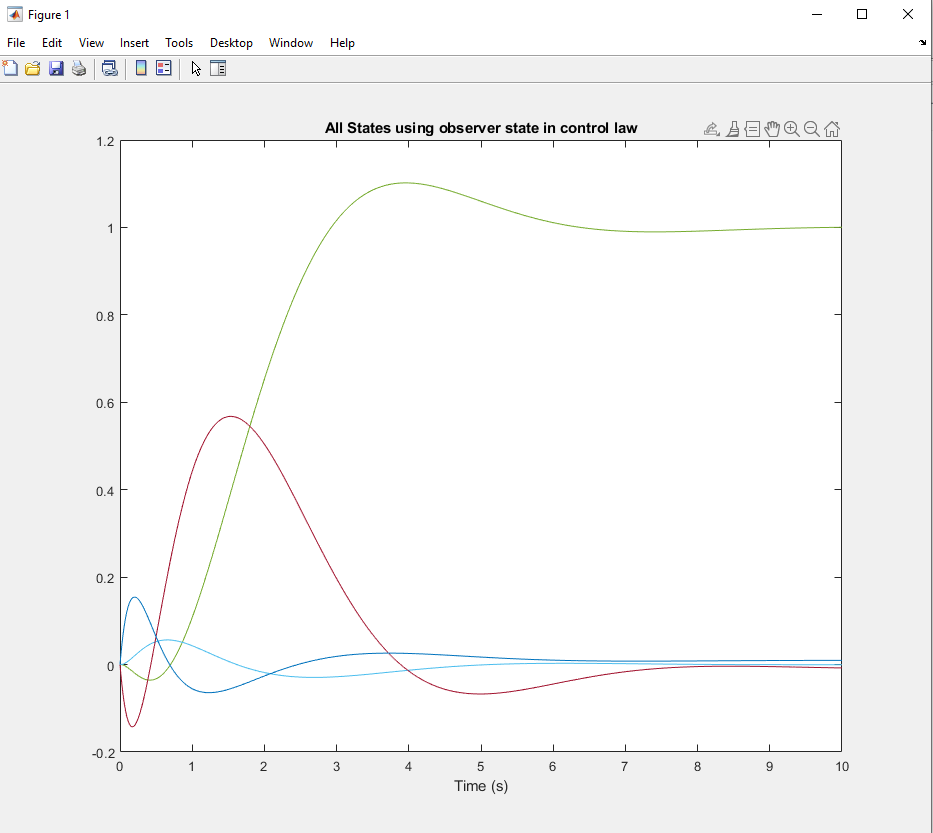 Figure 1
File Edit View Insert Tools Desktop Window Help
All States using observer state in control law
1.2
1
0.8
0.6
0.4
0.2
0
-0.2
0 1 2 3 4 5 6 7 8 9 10
Time (s)